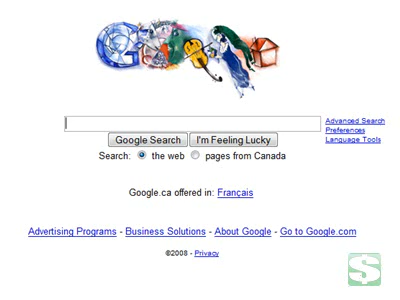 Advanced Search
Preferences
Language Tools
Google Search I'm Feeling Lucky
Search: the web pages from Canada
Google.ca offered in: Français
Advertising Programs - Business Solutions - About Google - Go to Google.com
©2008 - Privacy
$